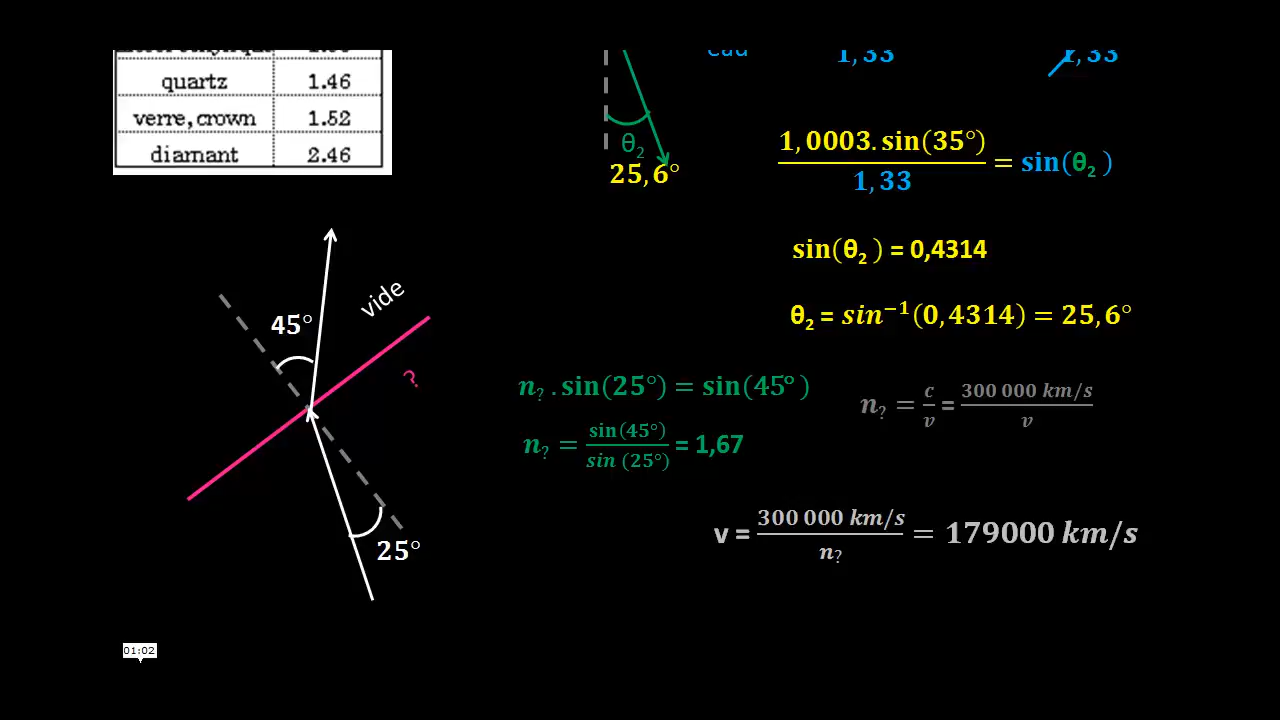 quartz 1.46
verre,crown 1.52
diamant 2.46
1,33
1,33
θ₂
25,6°
1,0003.sin(35°) / 1,33 = sin(θ₂)
sin(θ₂) = 0,4314
θ₂ = sin⁻¹(0,4314) = 25,6°
vide
45°
?
25°
n? . sin(25°) = sin(45°)
n? = sin(45°) / sin (25°) = 1,67
n? = c / v = 300 000 km/s / v
v = 300 000 km/s / n? = 179000 km/s
01:02